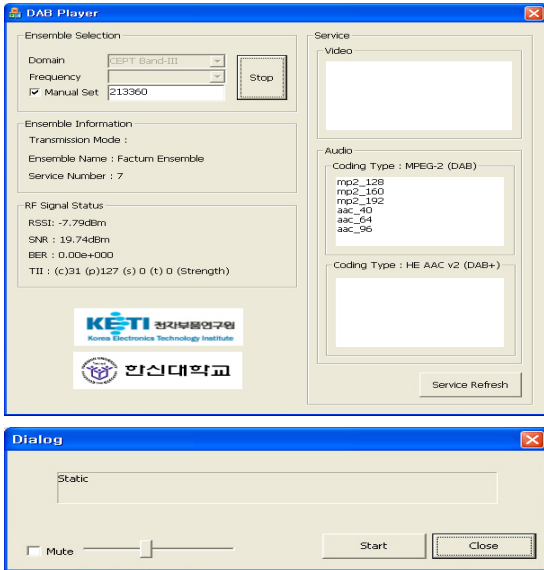 DAB Player
Ensemble Selection
Domain CEPT Band-III
Frequency
Manual Set 213360
Stop
Ensemble Information
Transmission Mode :
Ensemble Name : Factum Ensemble
Service Number : 7
RF Signal Status
RSSI: -7.79dBm
SNR : 19.74dBm
BER : 0.00e+000
TII : (c)31 (p)127 (s) 0 (t) 0 (Strength)
KETI 전자부품연구원
Korea Electronics Technology Institute
한신대학교
Service
Video
Audio
Coding Type : MPEG-2 (DAB)
mp2_128
mp2_160
mp2_192
aac_40
aac_64
aac_96
Coding Type : HE AAC v2 (DAB+)
Service Refresh
Dialog
Static
Mute
Start
Close